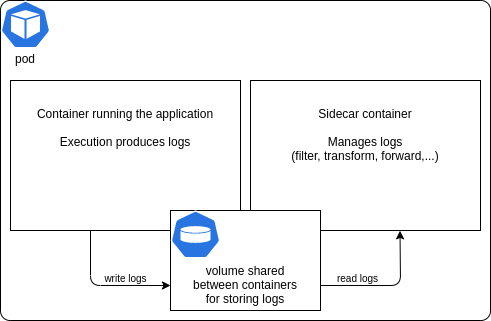 pod
Container running the application
Execution produces logs
Sidecar container
Manages logs
(filter, transform, forward,...)
volume shared
between containers
for storing logs
write logs
read logs